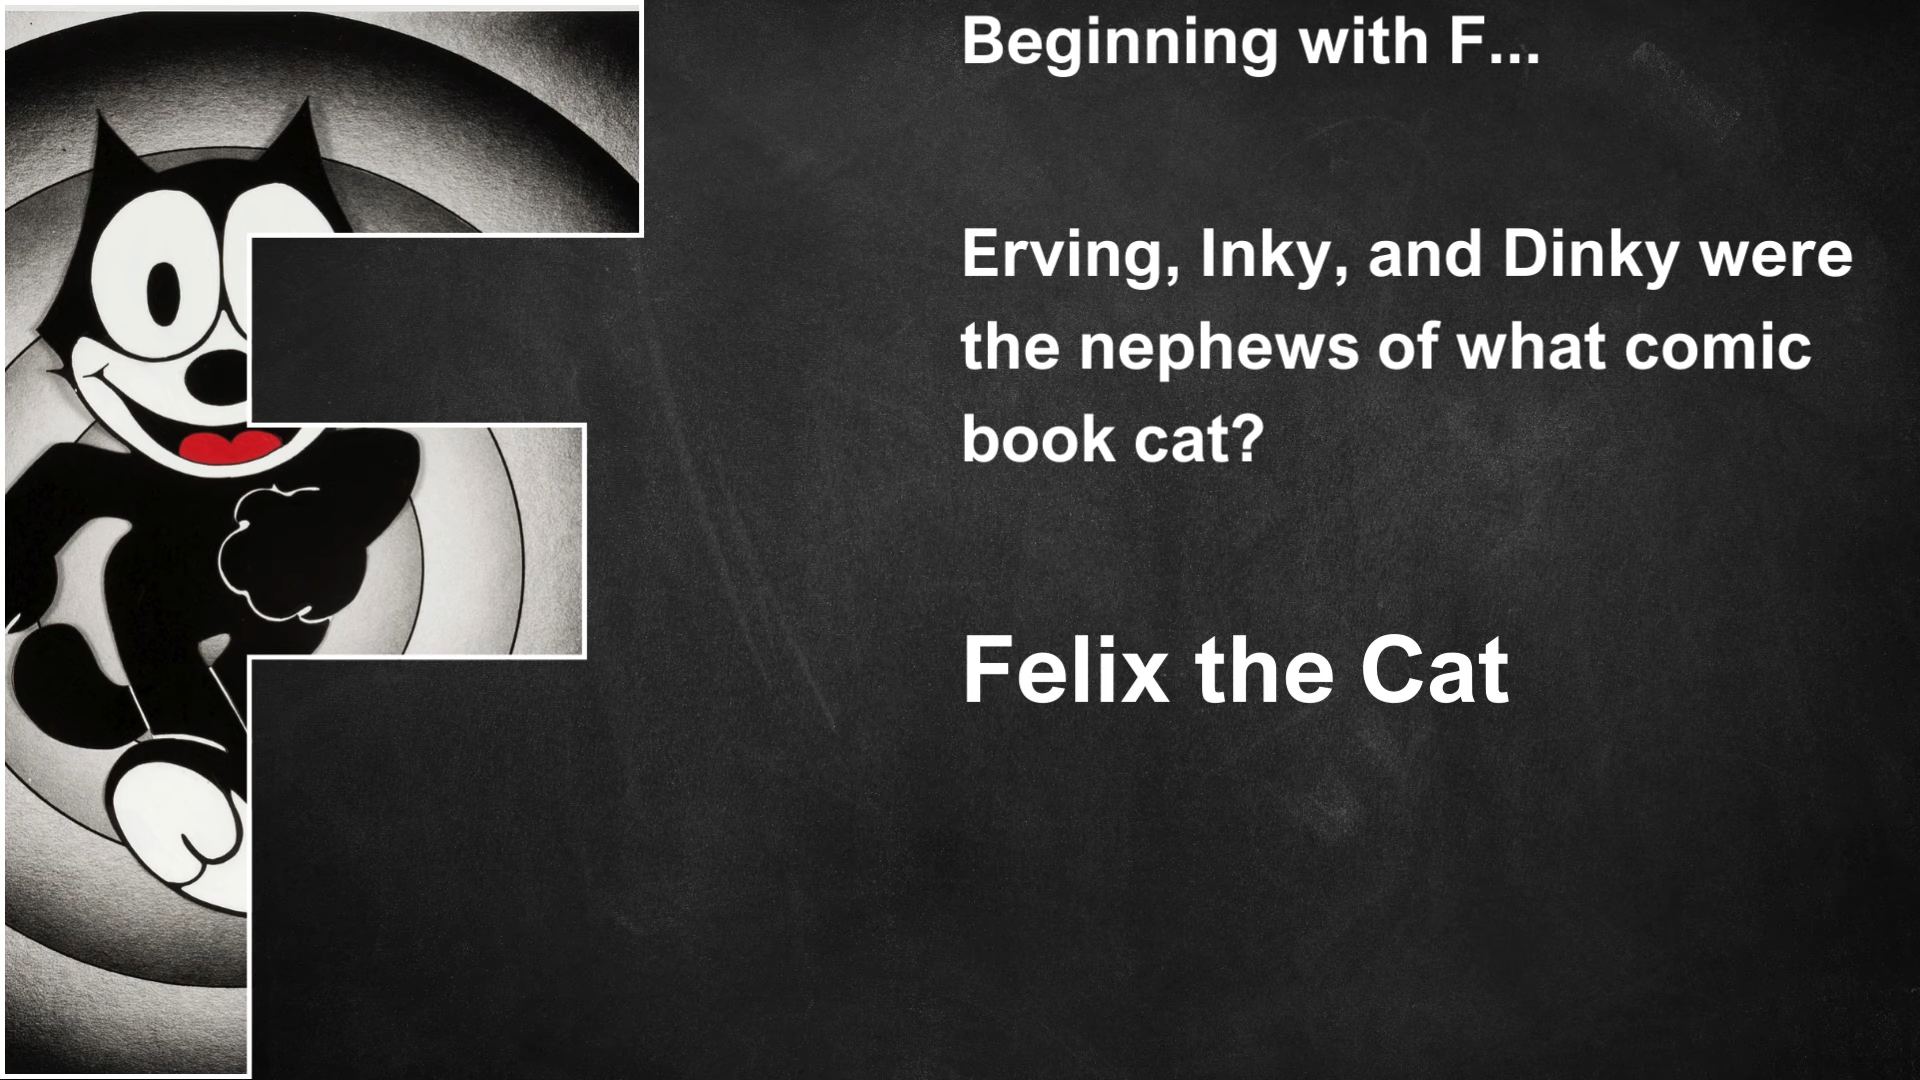 Beginning with F...
Erving, Inky, and Dinky were
the nephews of what comic
book cat?
Felix the Cat